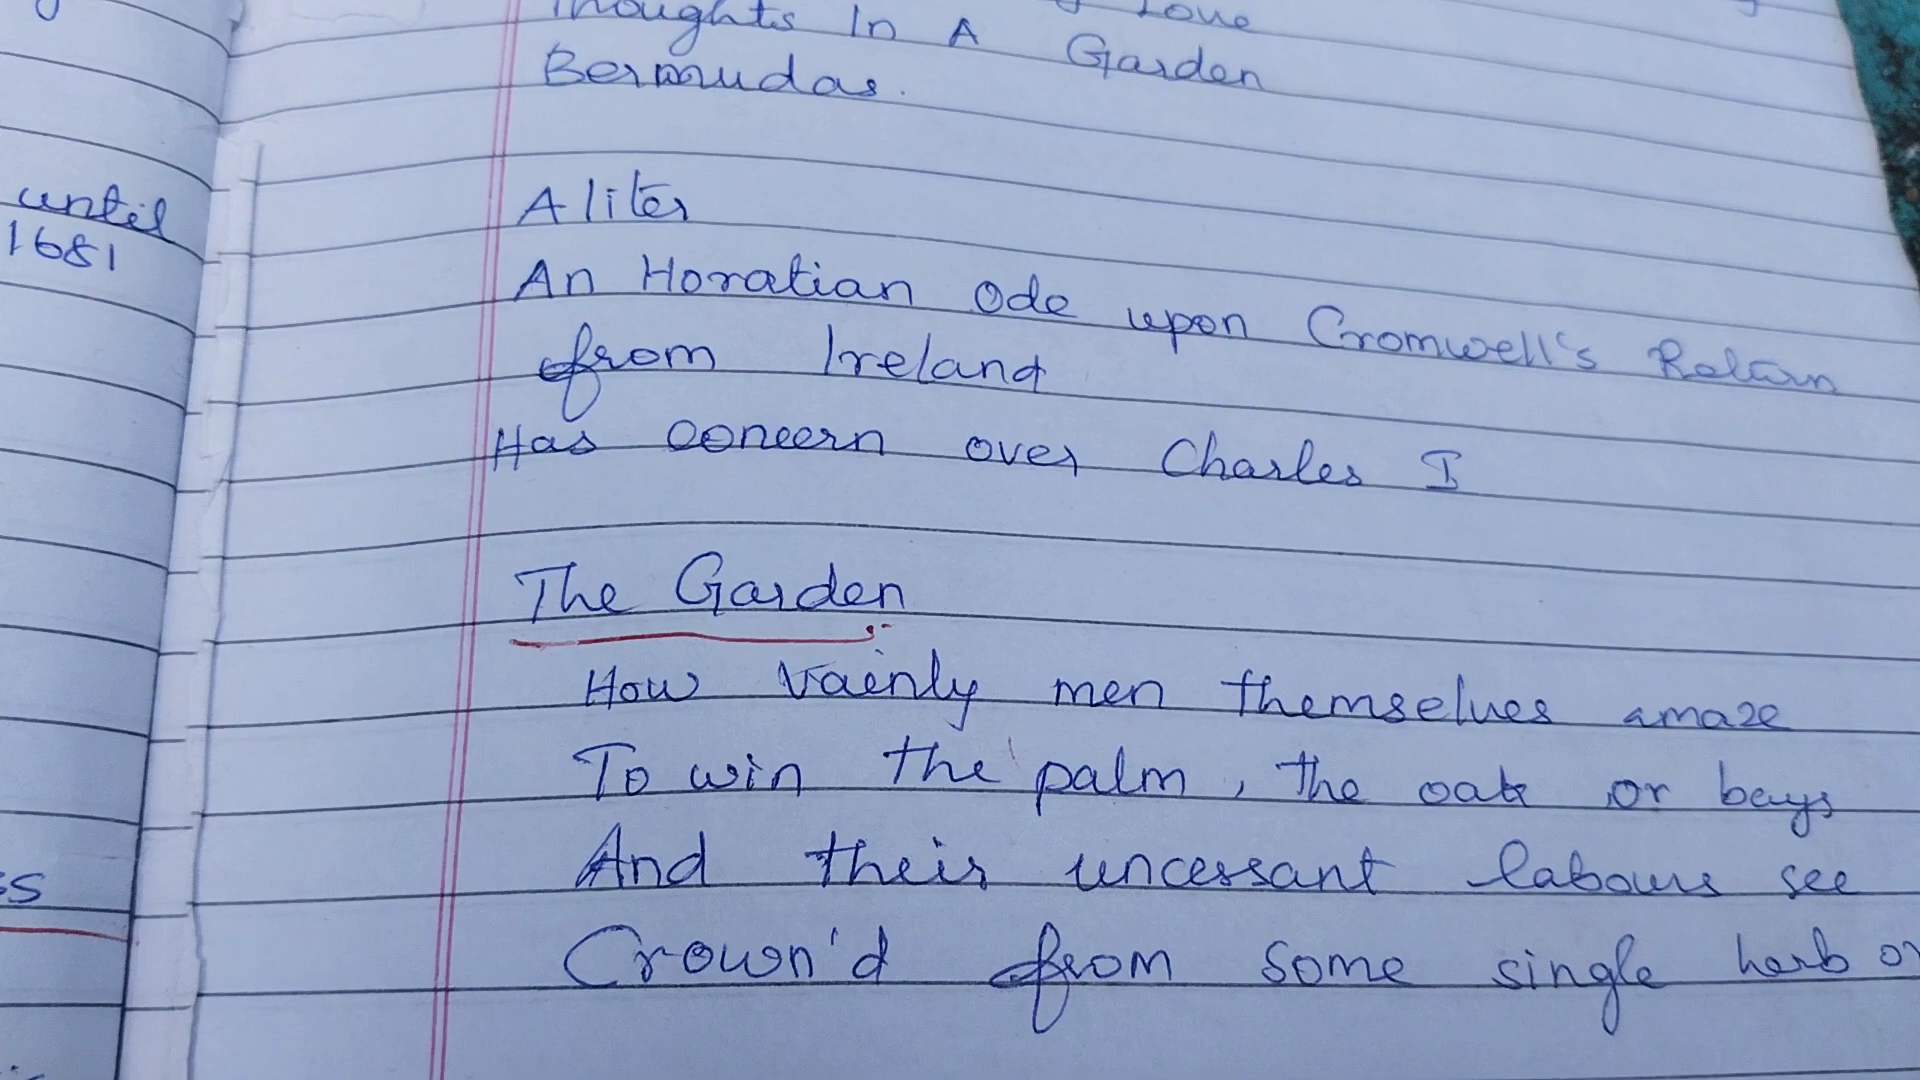 until
1681
Love
Thoughts In A Garden
Bermudas.
Aliter
An Horatian Ode upon Cromwell's Return
from Ireland
Has concern over Charles I
The Garden
How vainly men themselves amaze
To win the palm, the oak or bays
And their uncessant labours see
Crown'd from some single herb or